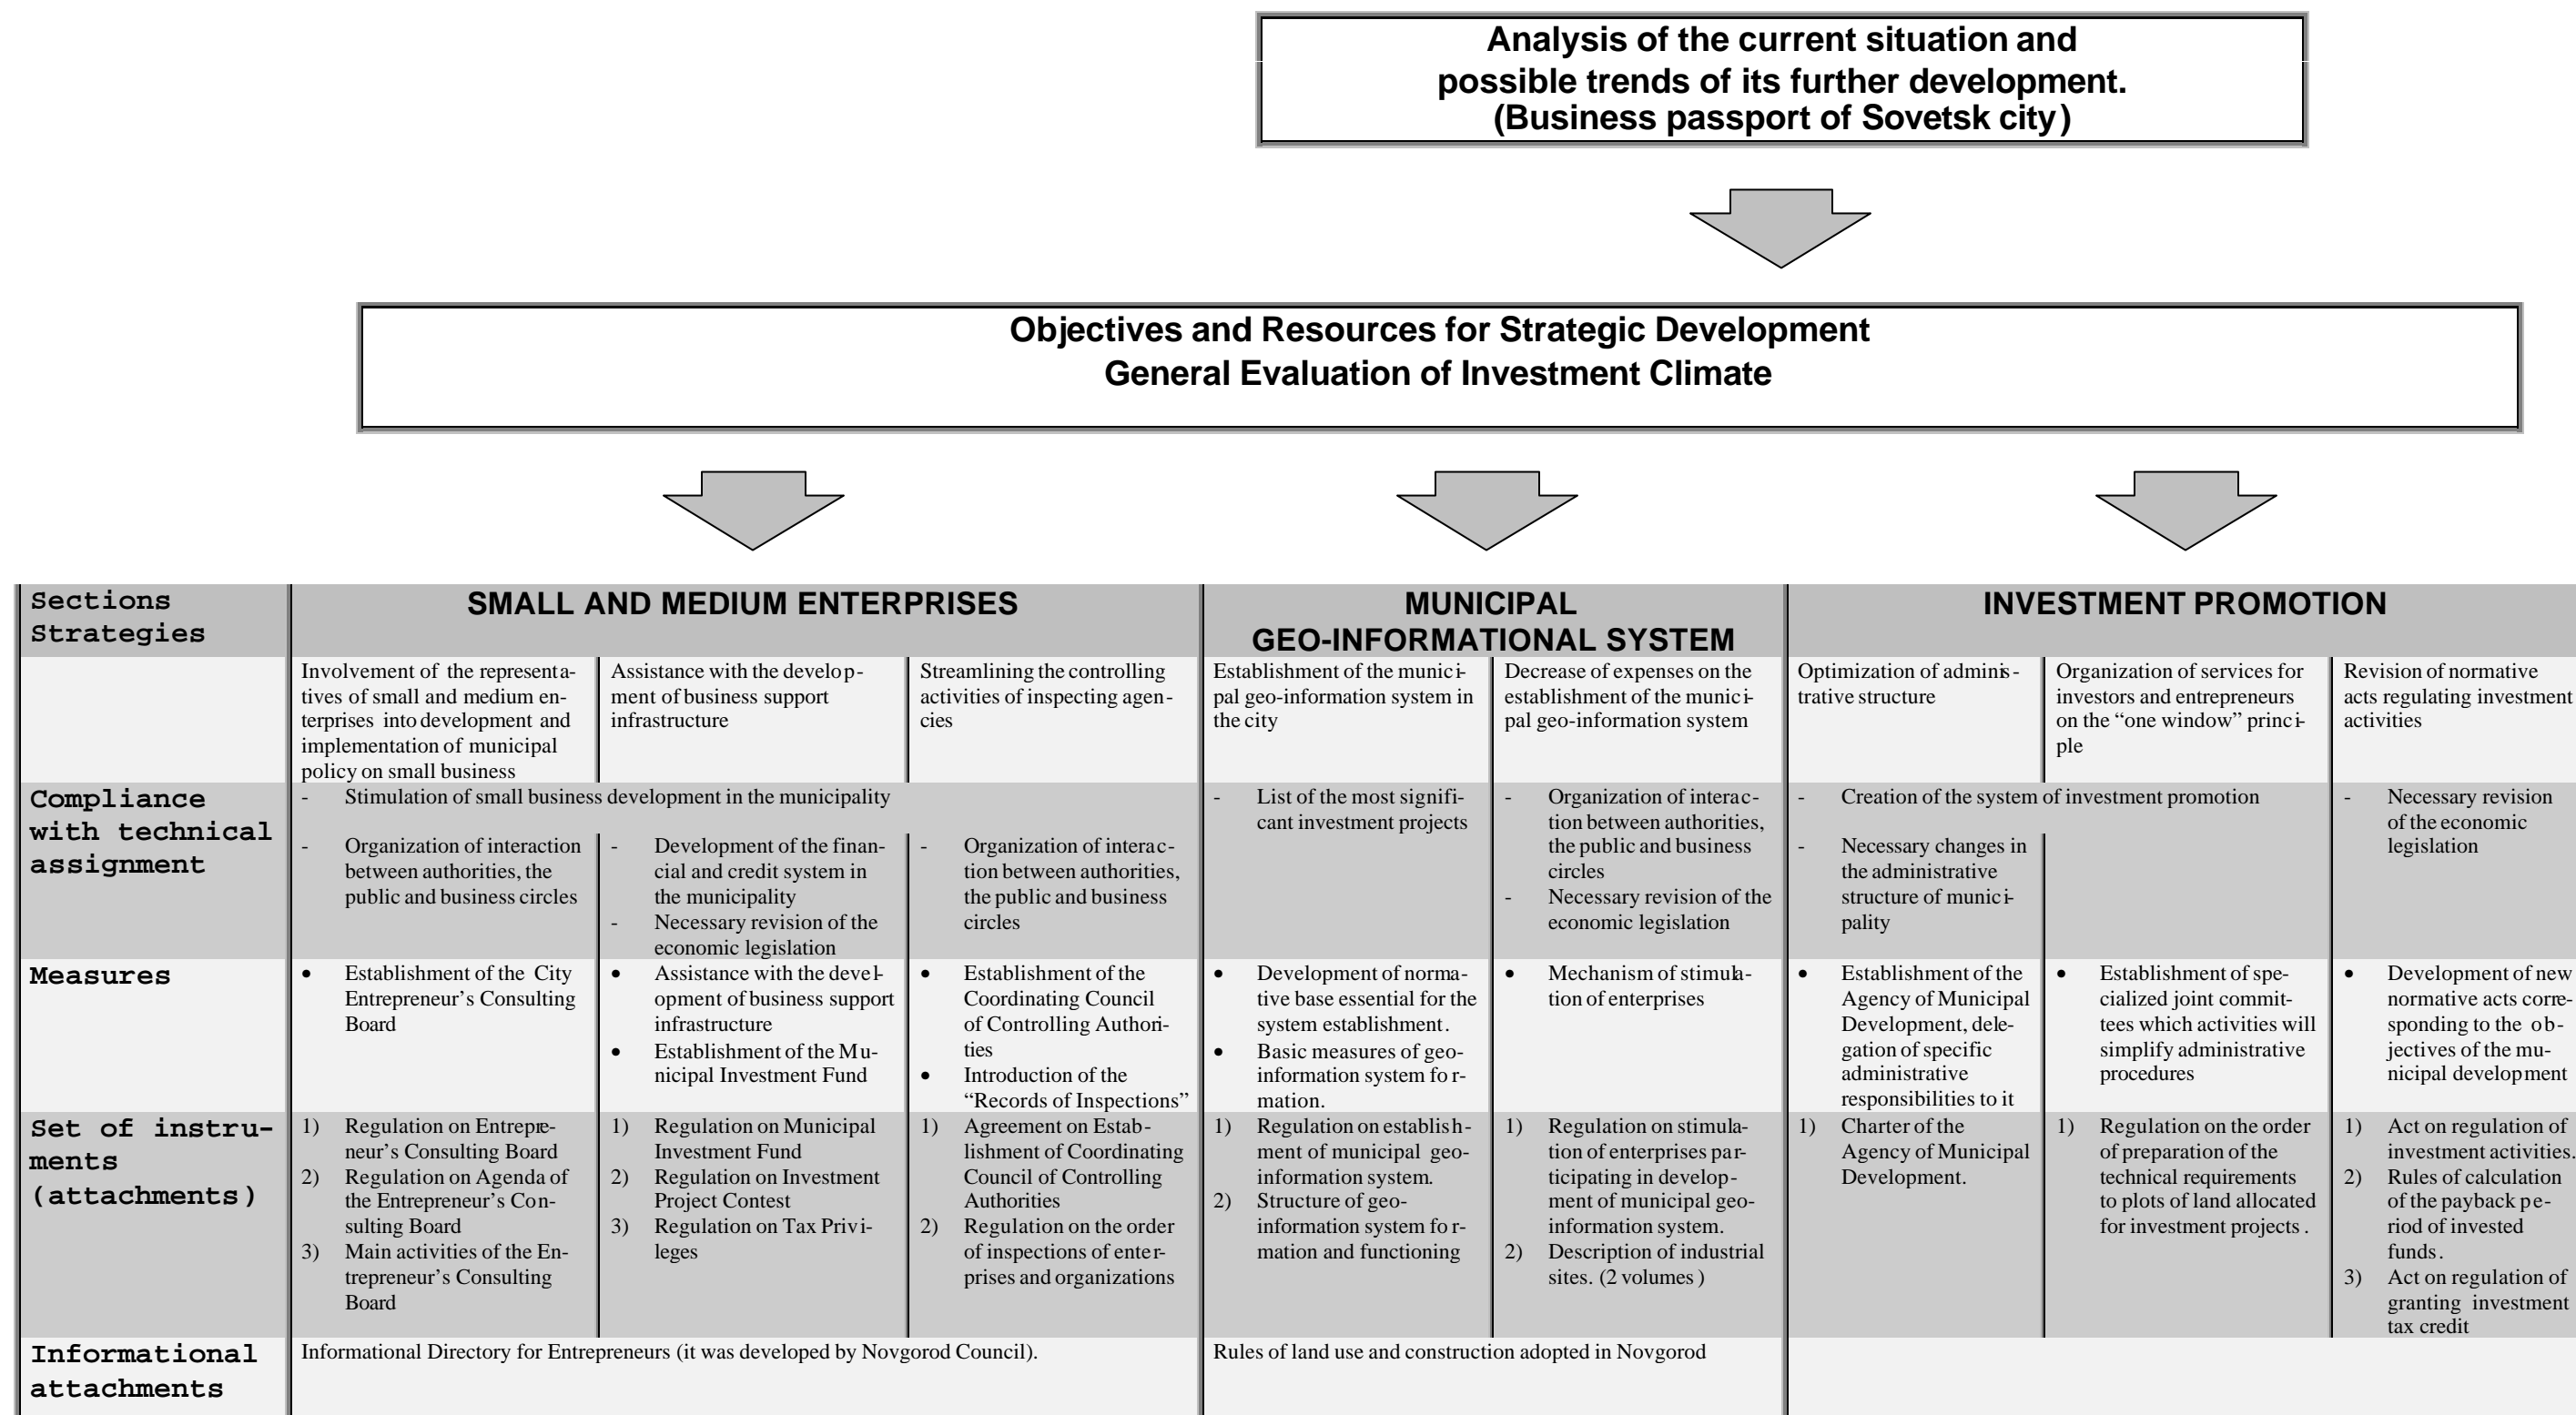 Analysis of the current situation and
possible trends of its further development.
(Business passport of Sovetsk city)
Objectives and Resources for Strategic Development
General Evaluation of Investment Climate
Sections
Strategies
SMALL AND MEDIUM ENTERPRISES
MUNICIPAL
GEO-INFORMATIONAL SYSTEM
INVESTMENT PROMOTION
Involvement of the representa-
tives of small and medium en-
terprises into development and
implementation of municipal
policy on small business
Assistance with the develop-
ment of business support
infrastructure
Streamlining the controlling
activities of inspecting agen-
cies
Establishment of the munici-
pal geo-information system in
the city
Decrease of expenses on the
establishment of the munici-
pal geo-information system
Optimization of adminis-
trative structure
Organization of services for
investors and entrepreneurs
on the “one window” princi-
ple
Revision of normative
acts regulating investment
activities
Compliance
with technical
assignment
- Stimulation of small business development in the municipality
- Organization of interaction
between authorities, the
public and business circles
- Development of the finan-
cial and credit system in
the municipality
- Necessary revision of the
economic legislation
- Organization of interac-
tion between authorities,
the public and business
circles
- List of the most signifi-
cant investment projects
- Organization of interac-
tion between authorities,
the public and business
circles
- Necessary revision of the
economic legislation
- Creation of the system of investment promotion
- Necessary changes in
the administrative
structure of munici-
pality
- Necessary revision
of the economic
legislation
Measures
• Establishment of the City
Entrepreneur’s Consulting
Board
• Assistance with the devel-
opment of business support
infrastructure
• Establishment of the Mu-
nicipal Investment Fund
• Establishment of the
Coordinating Council
of Controlling Authori-
ties
• Introduction of the
“Records of Inspections”
• Development of norma-
tive base essential for the
system establishment.
• Basic measures of geo-
information system for-
mation.
• Mechanism of stimula-
tion of enterprises
• Establishment of the
Agency of Municipal
Development, dele-
gation of specific
administrative
responsibilities to it
• Establishment of spe-
cialized joint commit-
tees which activities will
simplify administrative
procedures
• Development of new
normative acts corre-
sponding to the ob-
jectives of the mu-
nicipal development
Set of instru-
ments
(attachments)
1) Regulation on Entrepre-
neur’s Consulting Board
2) Regulation on Agenda of
the Entrepreneur’s Con-
sulting Board
3) Main activities of the En-
trepreneur’s Consulting
Board
1) Regulation on Municipal
Investment Fund
2) Regulation on Investment
Project Contest
3) Regulation on Tax Privi-
leges
1) Agreement on Estab-
lishment of Coordinating
Council of Controlling
Authorities
2) Regulation on the order
of inspections of enter-
prises and organizations
1) Regulation on establish-
ment of municipal geo-
information system.
2) Structure of geo-
information system for-
mation and functioning
1) Regulation on stimula-
tion of enterprises par-
ticipating in develop-
ment of municipal geo-
information system.
2) Description of industrial
sites. (2 volumes)
1) Charter of the
Agency of Municipal
Development.
1) Regulation on the order
of preparation of the
technical requirements
to plots of land allocated
for investment projects.
1) Act on regulation of
investment activities.
2) Rules of calculation
of the payback pe-
riod of invested
funds.
3) Act on regulation of
granting investment
tax credit
Informational
attachments
Informational Directory for Entrepreneurs (it was developed by Novgorod Council).
Rules of land use and construction adopted in Novgorod